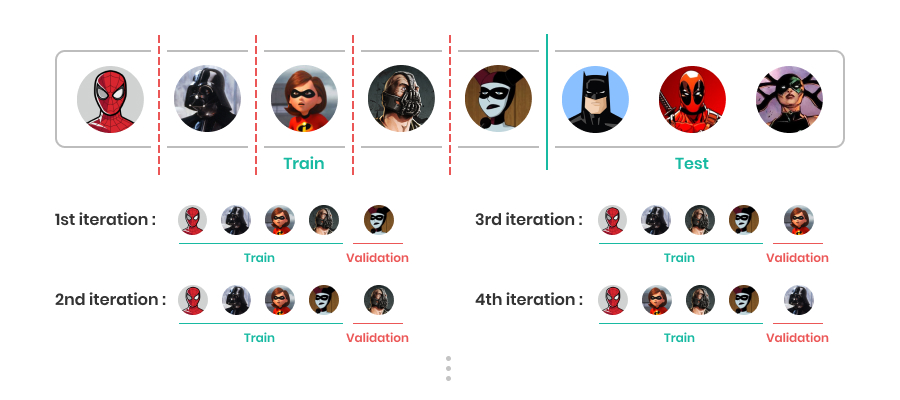 Train
Test
1st iteration :
Train
Validation
3rd iteration :
Train
Validation
2nd iteration :
Train
Validation
4th iteration :
Train
Validation